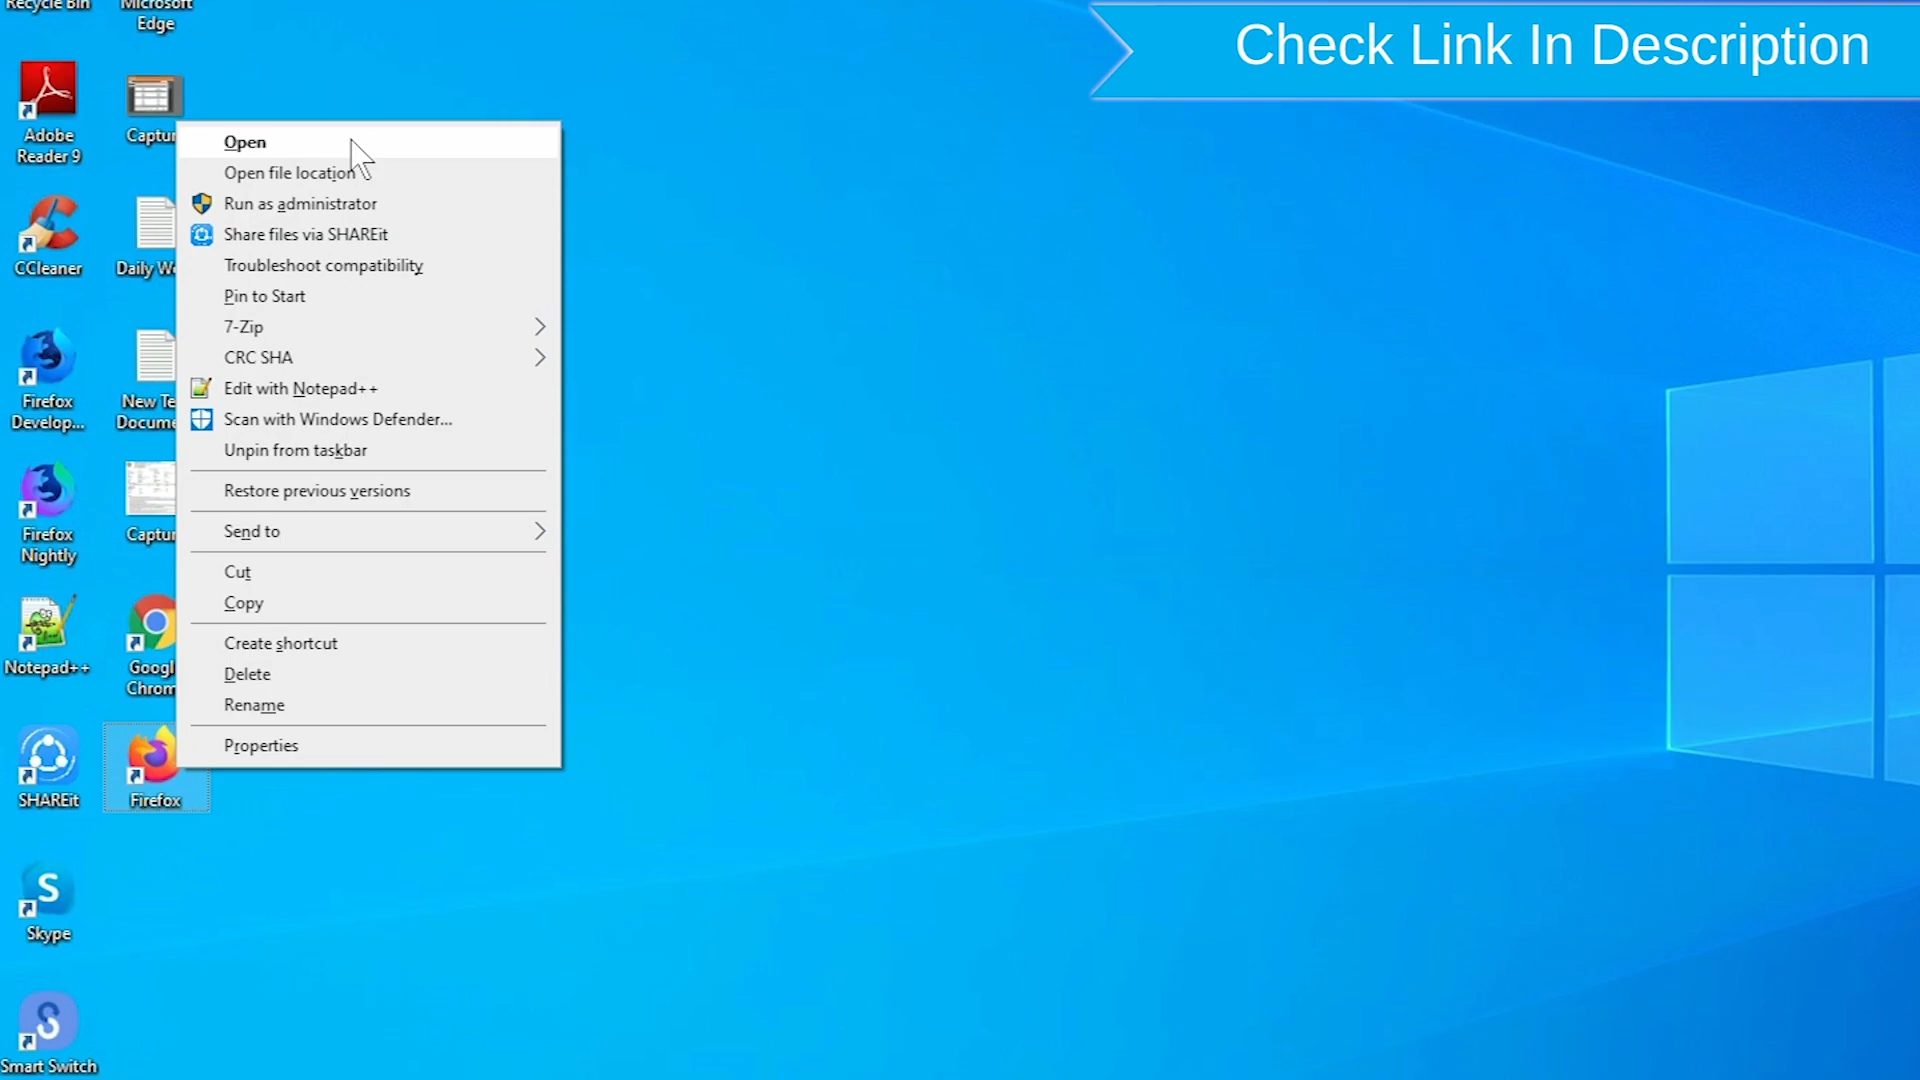 Recycle Bin
Microsoft
Edge
Check Link In Description
Adobe
Reader 9
Captur
CCleaner
Daily Wo
Firefox
Develop...
New Te
Docume
Firefox
Nightly
Captur
Notepad++
Googl
Chrom
SHAREit
Firefox
Skype
Smart Switch
Open
Open file location
Run as administrator
Share files via SHAREit
Troubleshoot compatibility
Pin to Start
7-Zip
CRC SHA
Edit with Notepad++
Scan with Windows Defender...
Unpin from taskbar
Restore previous versions
Send to
Cut
Copy
Create shortcut
Delete
Rename
Properties